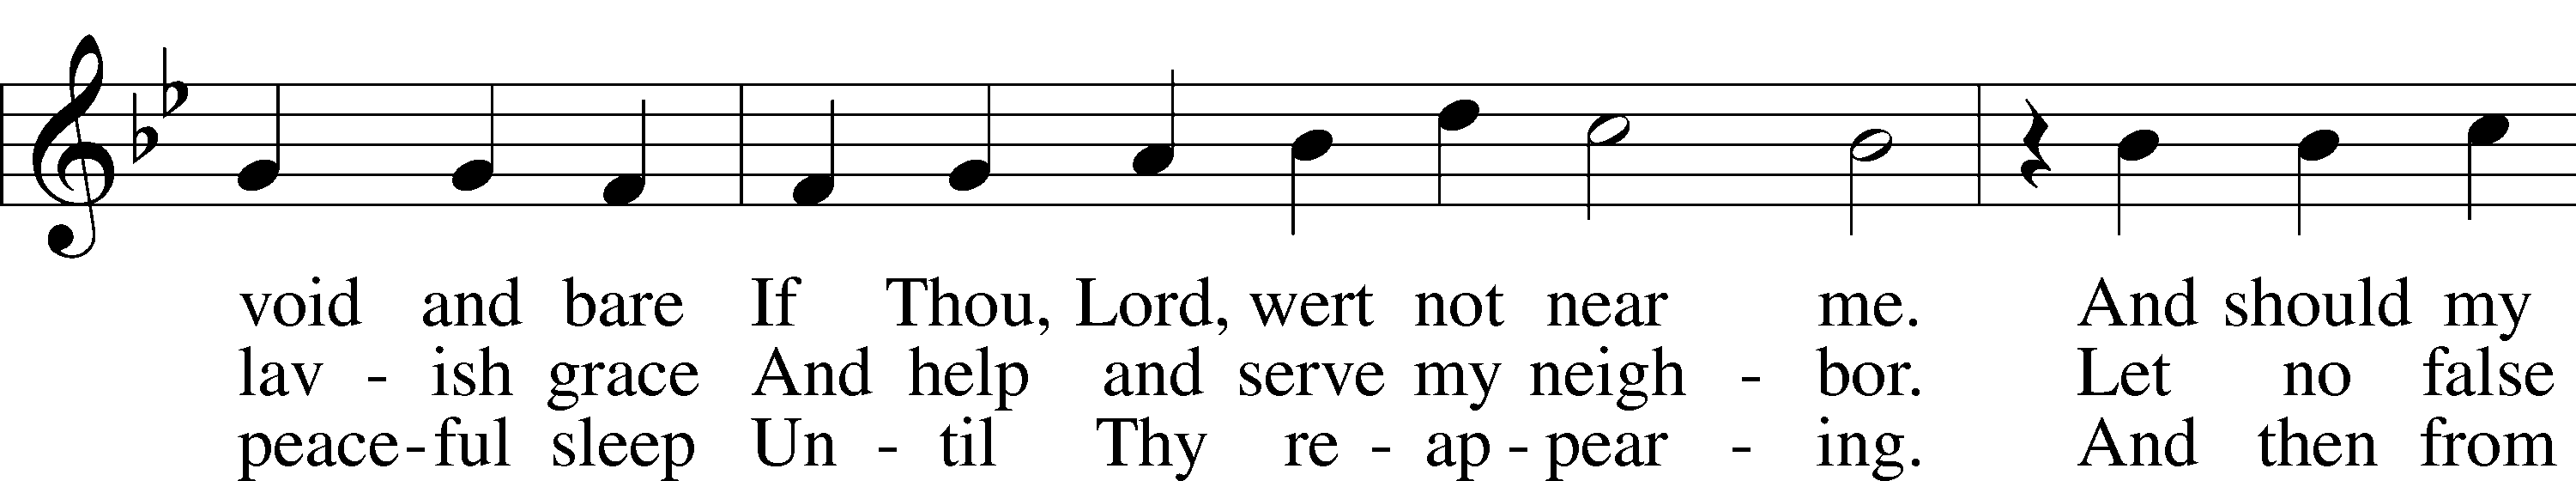 void and bare If Thou, Lord, wert not near me. And should my
lav - ish grace And help and serve my neigh - bor. Let no false
peace - ful sleep Un - til Thy re - ap - pear - ing. And then from